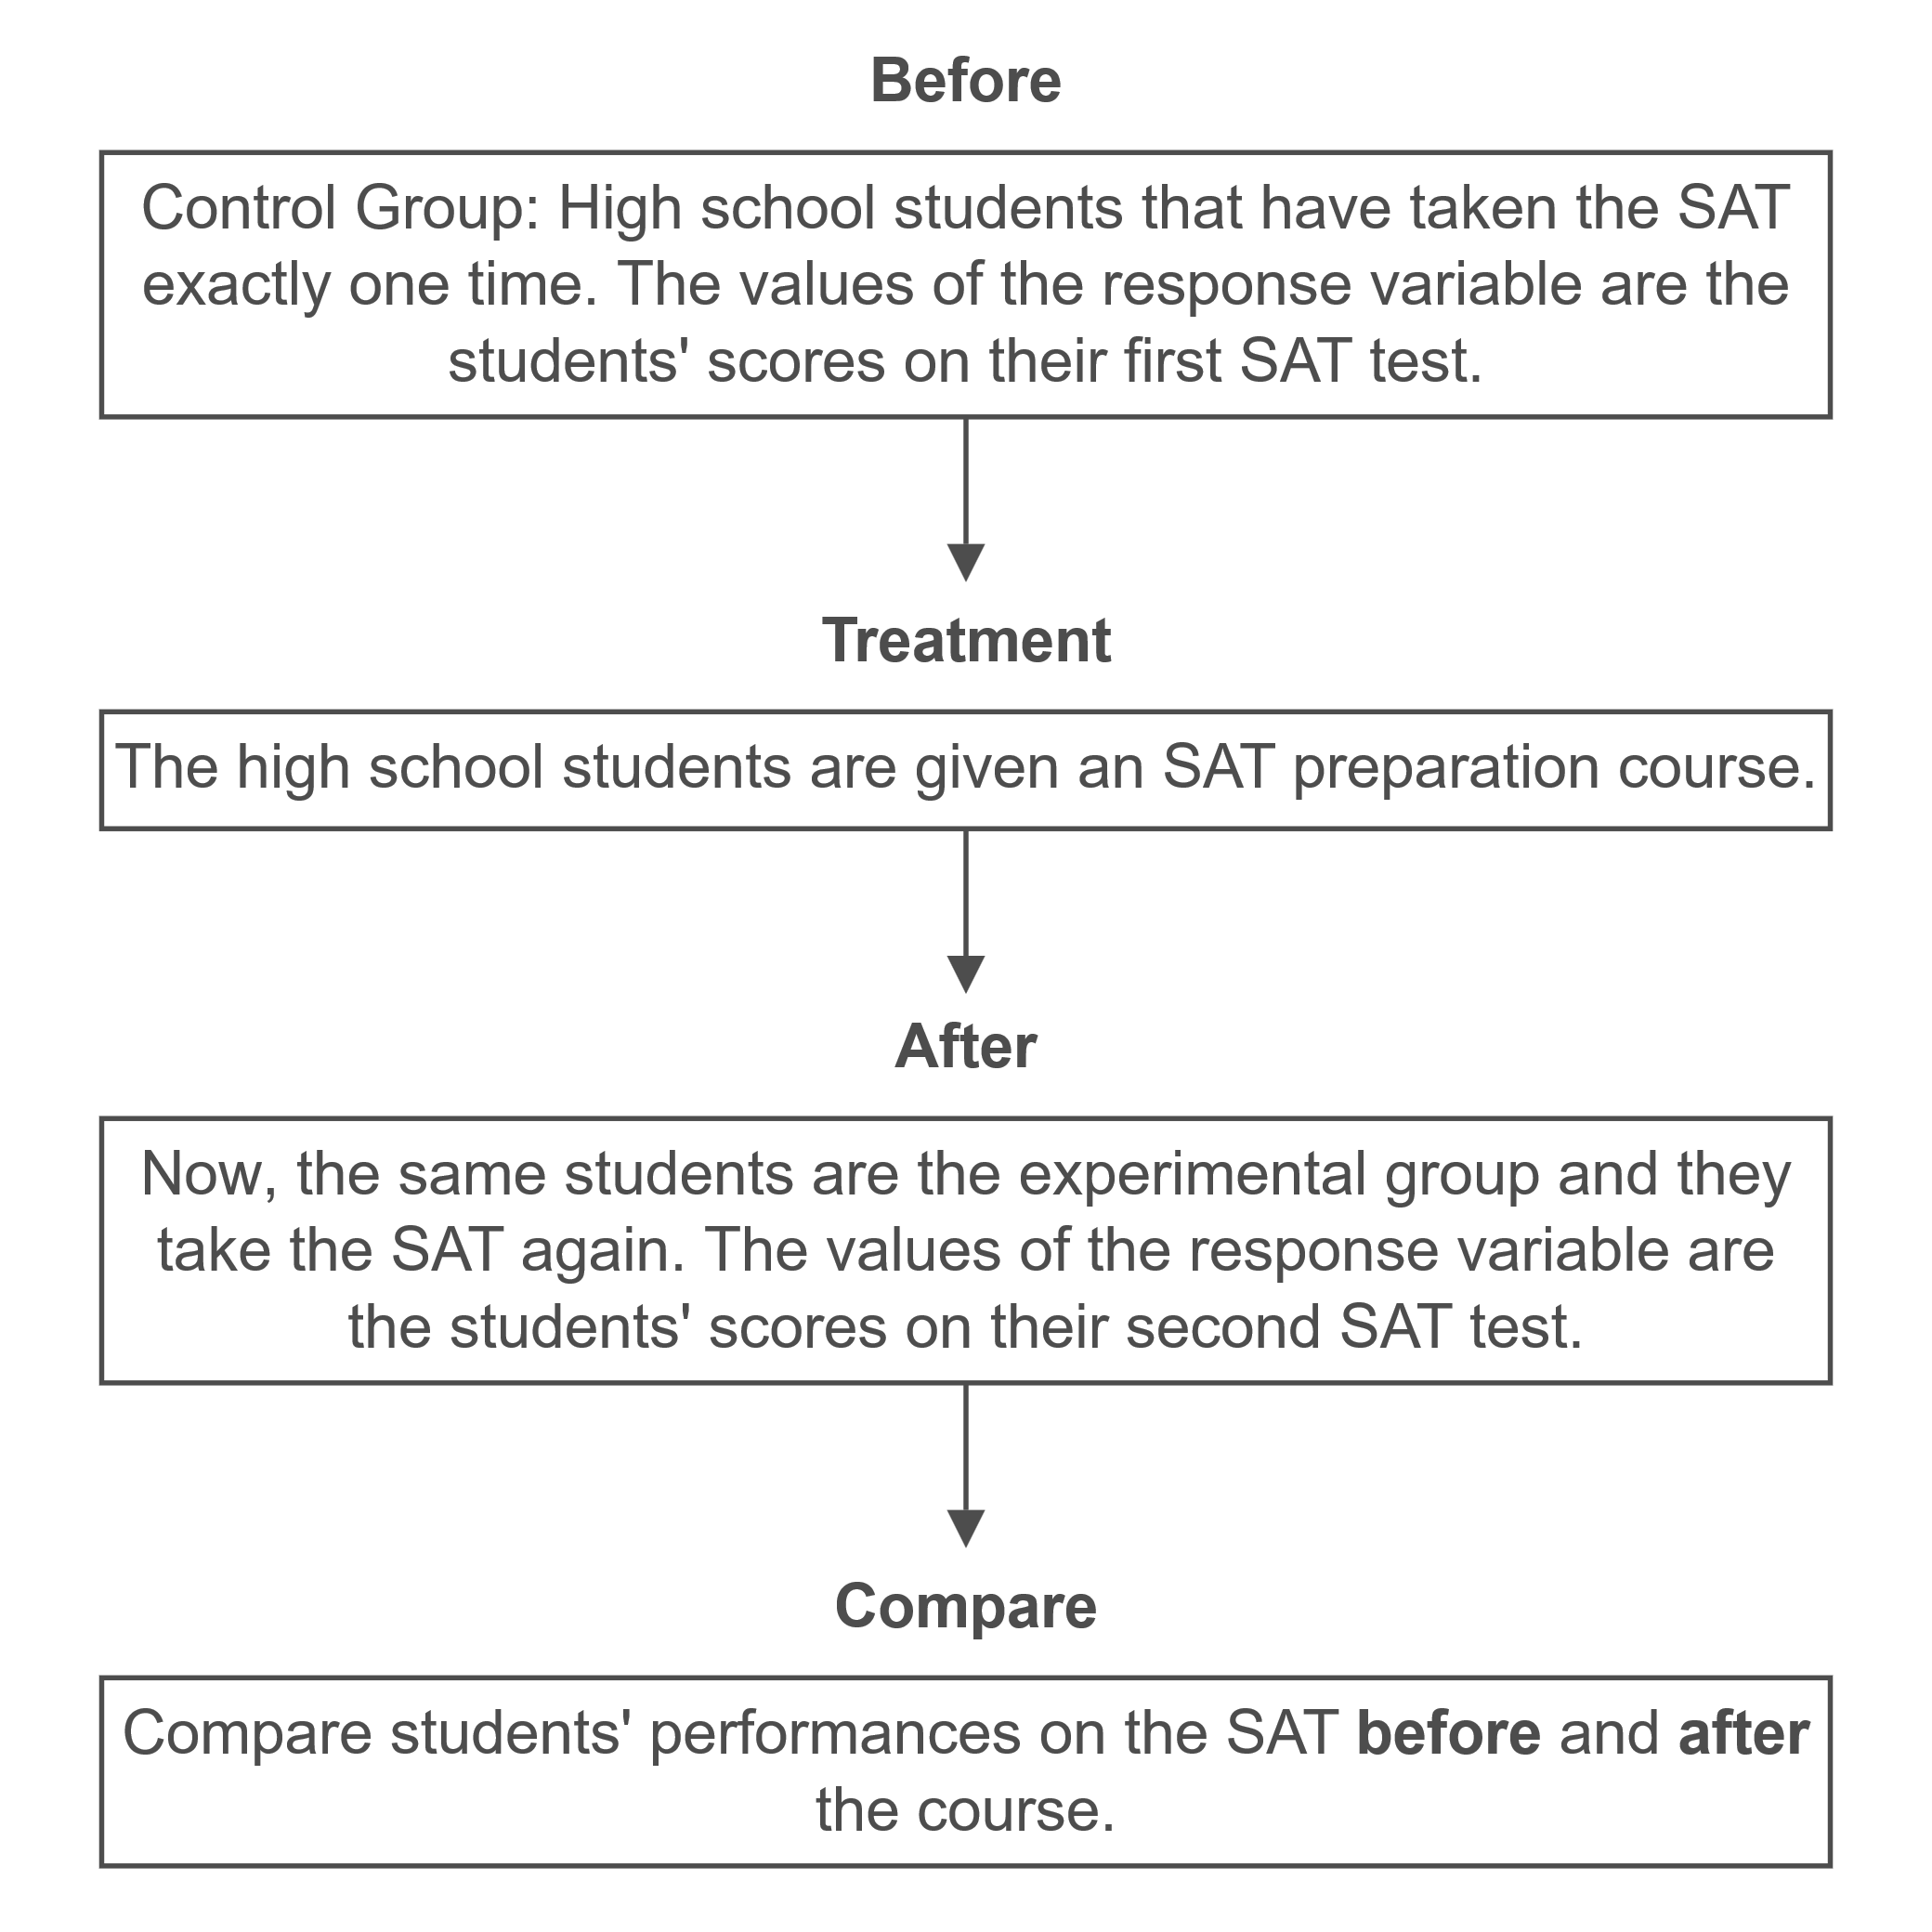 Before
Control Group: High school students that have taken the SAT
exactly one time. The values of the response variable are the
students' scores on their first SAT test.
Treatment
The high school students are given an SAT preparation course.
After
Now, the same students are the experimental group and they
take the SAT again. The values of the response variable are
the students' scores on their second SAT test.
Compare
Compare students' performances on the SAT before and after
the course.